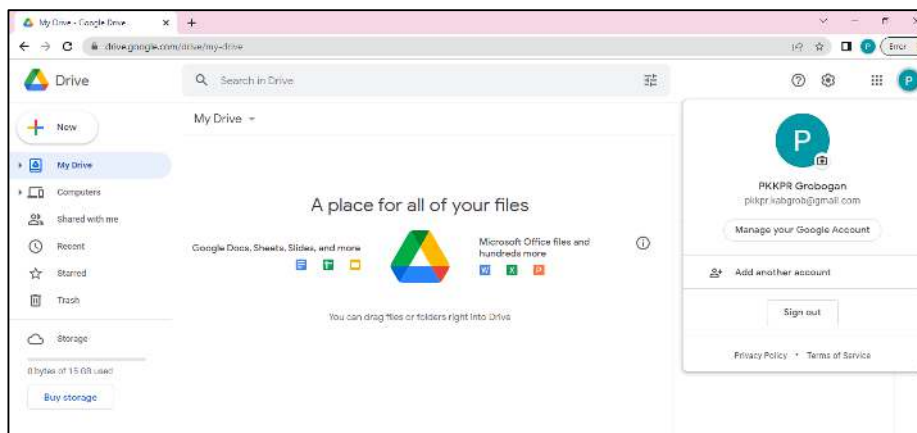 My Drive - Google Drive
drive.google.com/drive/my-drive
Error
Drive
Search in Drive
P
New
My Drive
My Drive
Computers
Shared with me
Recent
Starred
Trash
Storage
0 bytes of 15 GB used
Buy storage
A place for all of your files
Google Docs, Sheets, Slides, and more
Microsoft Office files and
hundreds more
W X P
You can drag files or folders right into Drive
P
PKKPR Grobogan
pkkpr.kabgrob@gmail.com
Manage your Google Account
Add another account
Sign out
Privacy Policy • Terms of Service